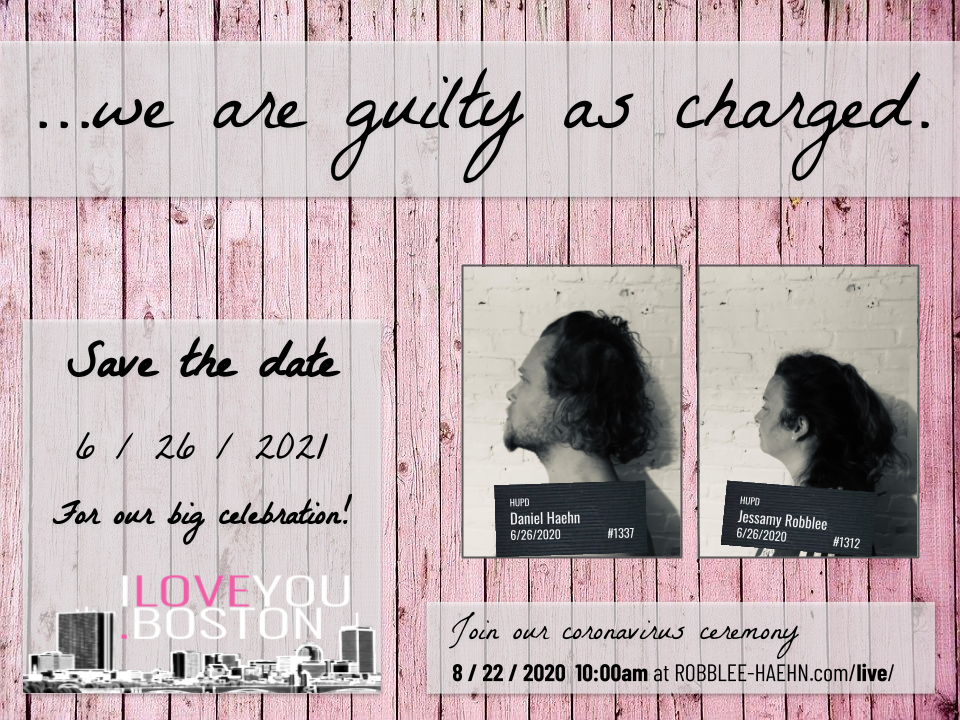 ...we are guilty as charged.
Save the date
6 / 26 / 2021
For our big celebration!
ILOVEYOU
.BOSTON
HUPD
Daniel Haehn
6/26/2020 #1337
HUPD
Jessamy Robblee
6/26/2020 #1312
Join our coronavirus ceremony
8 / 22 / 2020 10:00am at ROBBLEE-HAEHN.com/live/